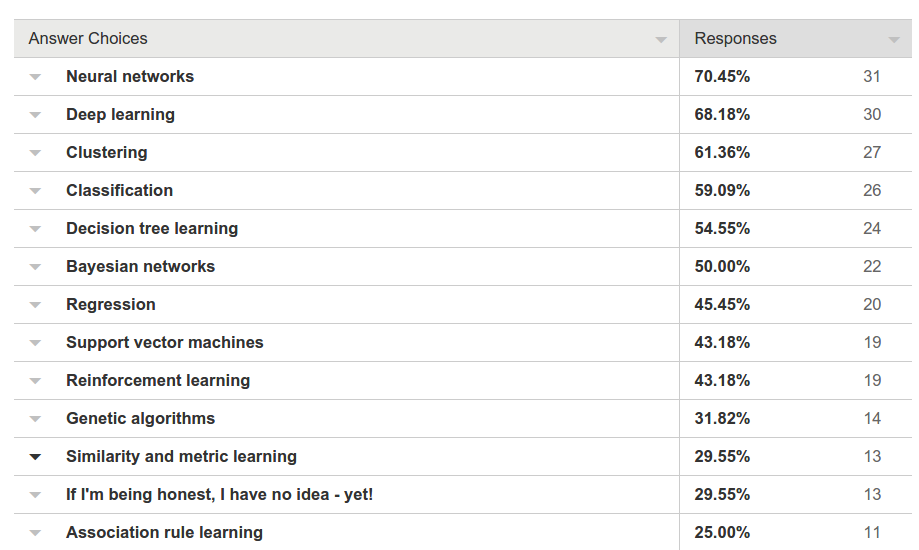 Answer Choices Responses
Neural networks 70.45% 31
Deep learning 68.18% 30
Clustering 61.36% 27
Classification 59.09% 26
Decision tree learning 54.55% 24
Bayesian networks 50.00% 22
Regression 45.45% 20
Support vector machines 43.18% 19
Reinforcement learning 43.18% 19
Genetic algorithms 31.82% 14
Similarity and metric learning 29.55% 13
If I'm being honest, I have no idea - yet! 29.55% 13
Association rule learning 25.00% 11